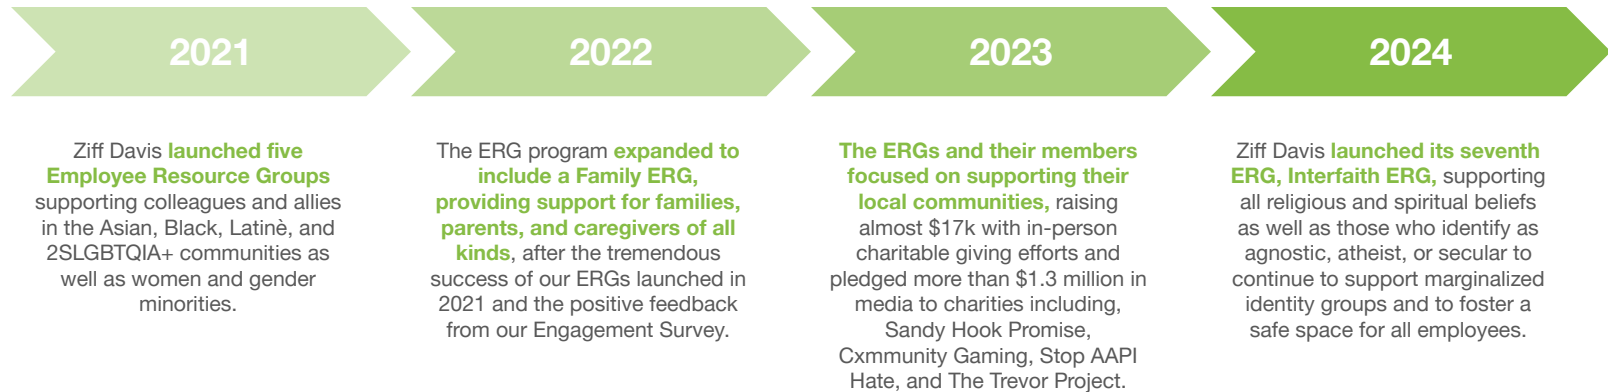 2021
Ziff Davis launched five
Employee Resource Groups
supporting colleagues and allies
in the Asian, Black, Latinè, and
2SLGBTQIA+ communities as
well as women and gender
minorities.
2022
The ERG program expanded to
include a Family ERG,
providing support for families,
parents, and caregivers of all
kinds, after the tremendous
success of our ERGs launched in
2021 and the positive feedback
from our Engagement Survey.
2023
The ERGs and their members
focused on supporting their
local communities, raising
almost $17k with in-person
charitable giving efforts and
pledged more than $1.3 million in
media to charities including,
Sandy Hook Promise,
Cxmmunity Gaming, Stop AAPI
Hate, and The Trevor Project.
2024
Ziff Davis launched its seventh
ERG, Interfaith ERG, supporting
all religious and spiritual beliefs
as well as those who identify as
agnostic, atheist, or secular to
continue to support marginalized
identity groups and to foster a
safe space for all employees.